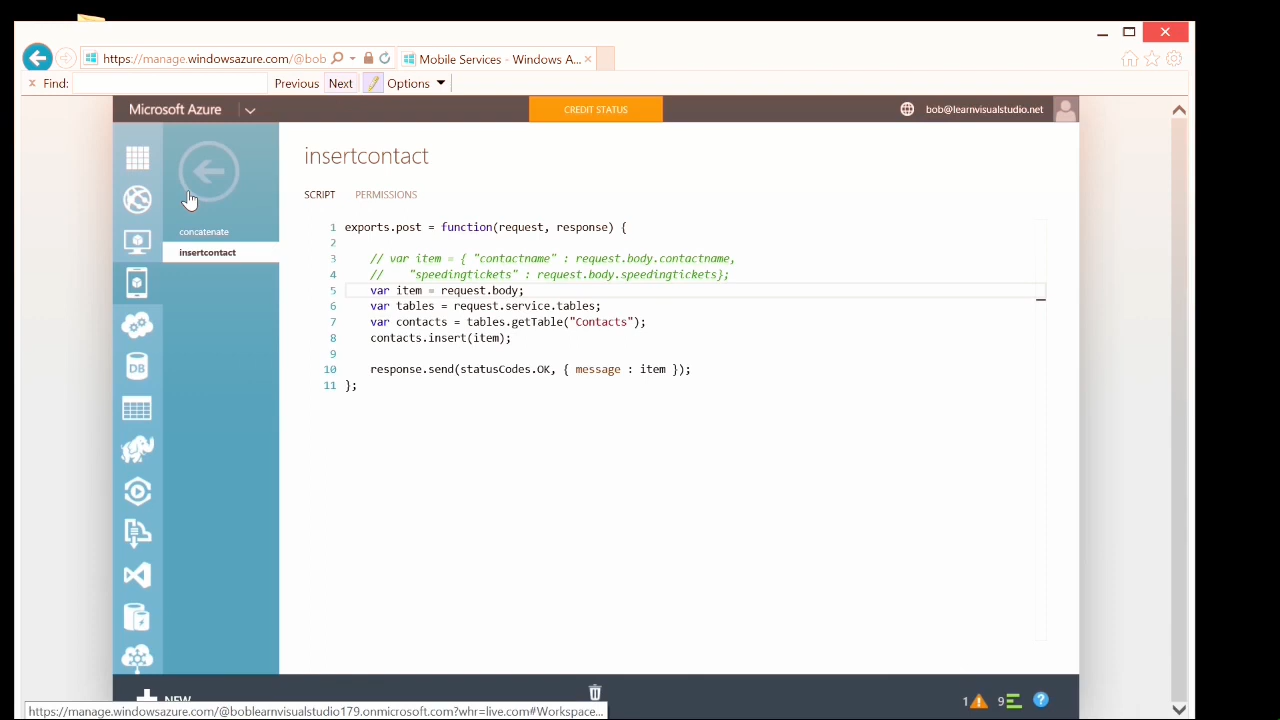 https://manage.windowsazure.com/@bob
Mobile Services - Windows A...
× Find:
Previous
Next
Options
Microsoft Azure
CREDIT STATUS
bob@learnvisualstudio.net
concatenate
insertcontact
insertcontact
SCRIPT PERMISSIONS
1 exports.post = function(request, response) {
2
3 // var item = { "contactname" : request.body.contactname,
4 // "speedingtickets" : request.body.speedingtickets};
5 var item = request.body;
6 var tables = request.service.tables;
7 var contacts = tables.getTable("Contacts");
8 contacts.insert(item);
9
10 response.send(statusCodes.OK, { message : item });
11 };
DB
NEW
1
9
?
https://manage.windowsazure.com/@boblearnvisualstudio179.onmicrosoft.com?whr=live.com#Workspace...